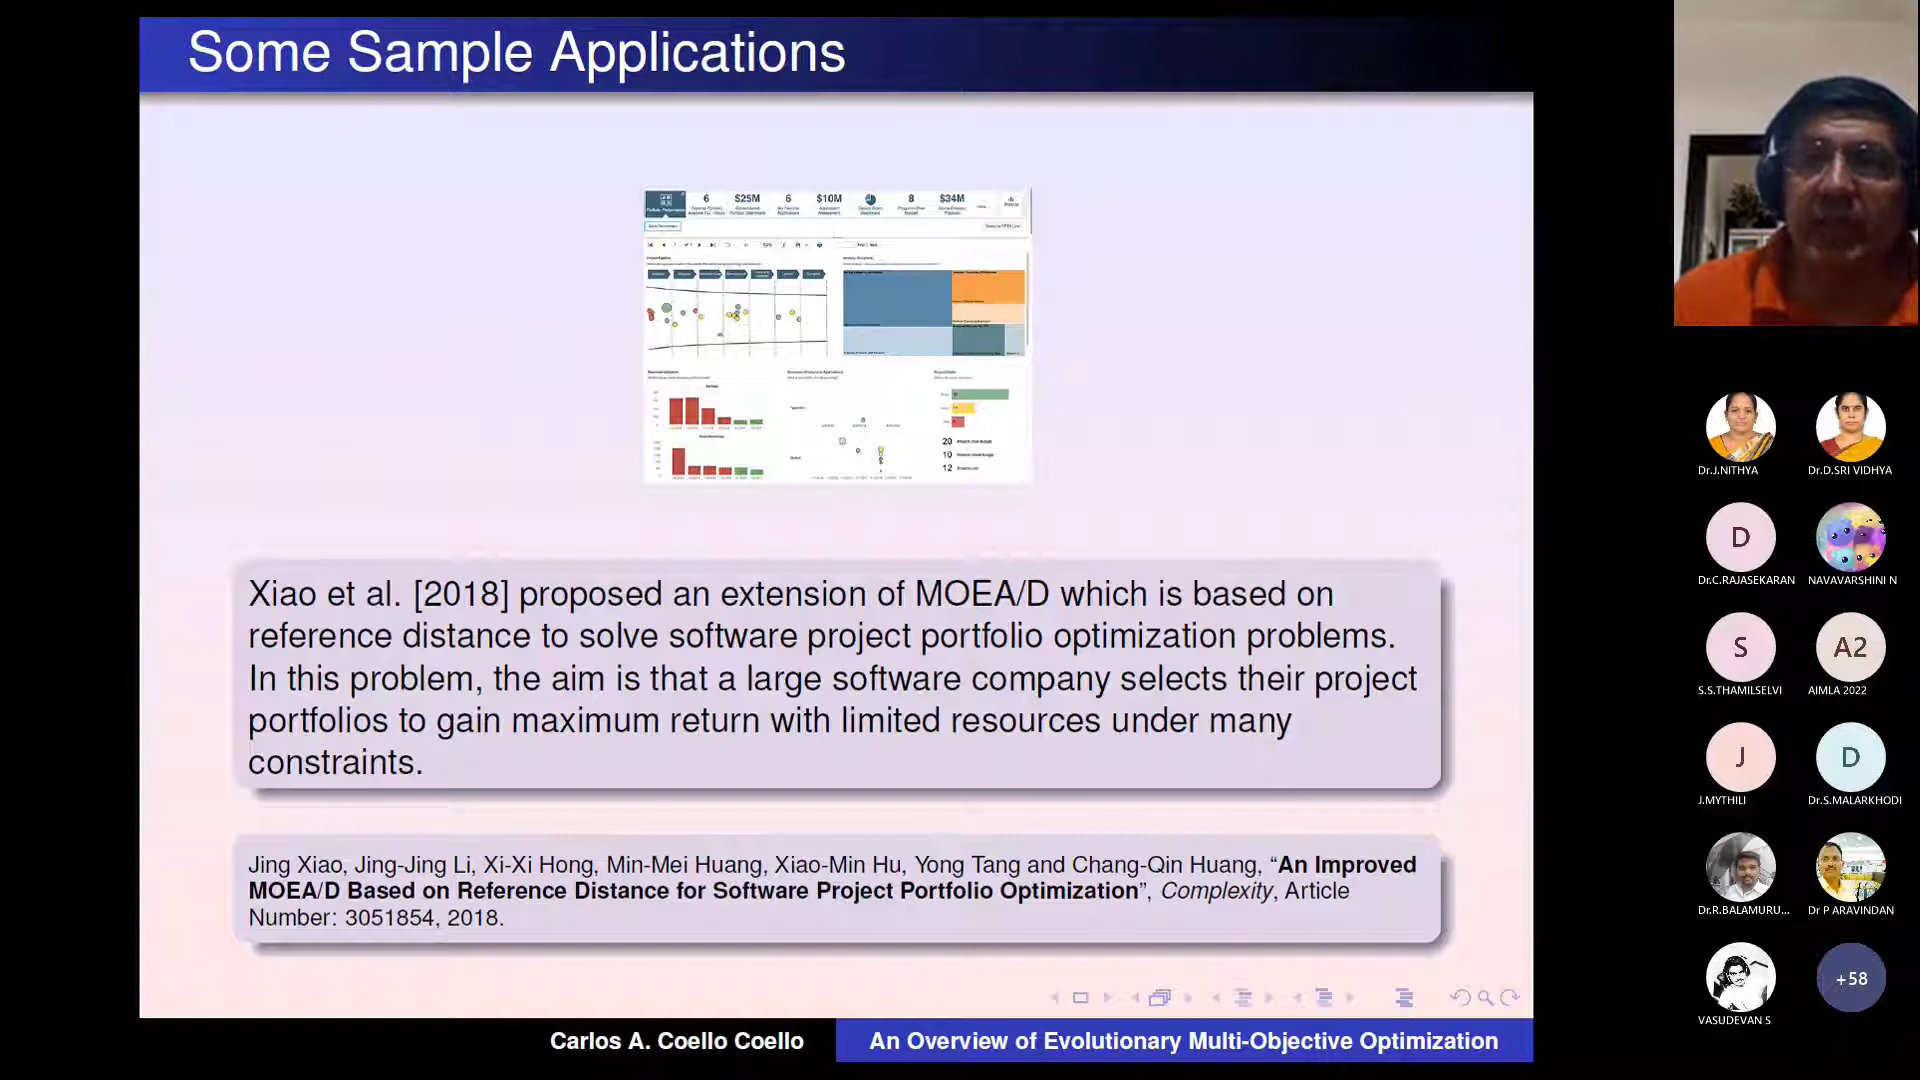 Some Sample Applications
6 $25M 6 $10M 8 $34M
20
10
12
Xiao et al. [2018] proposed an extension of MOEA/D which is based on
reference distance to solve software project portfolio optimization problems.
In this problem, the aim is that a large software company selects their project
portfolios to gain maximum return with limited resources under many
constraints.
Jing Xiao, Jing-Jing Li, Xi-Xi Hong, Min-Mei Huang, Xiao-Min Hu, Yong Tang and Chang-Qin Huang, “An Improved
MOEA/D Based on Reference Distance for Software Project Portfolio Optimization”, Complexity, Article
Number: 3051854, 2018.
Carlos A. Coello Coello An Overview of Evolutionary Multi-Objective Optimization
Dr.J.NITHYA Dr.D.SRI VIDHYA
D
Dr.C.RAJASEKARAN NAVAVARSHINI N
S A2
S.S.THAMILSELVI AIMLA 2022
J D
J.MYTHILI Dr.S.MALARKHODI
Dr.R.BALAMURU... Dr P ARAVINDAN
+58
VASUDEVAN S